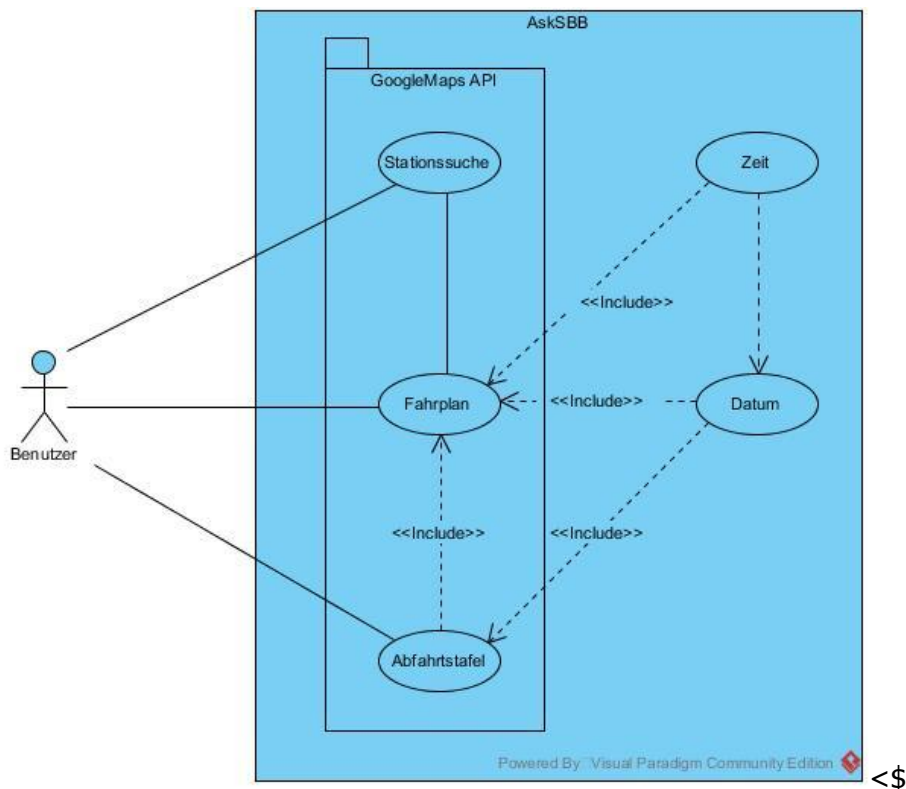 AskSBB
GoogleMaps API
Stationssuche
Zeit
<<Include>>
Fahrplan
<<Include>>
Datum
Benutzer
<<Include>>
<<Include>>
Abfahrtstafel
Powered By Visual Paradigm Community Edition
<$